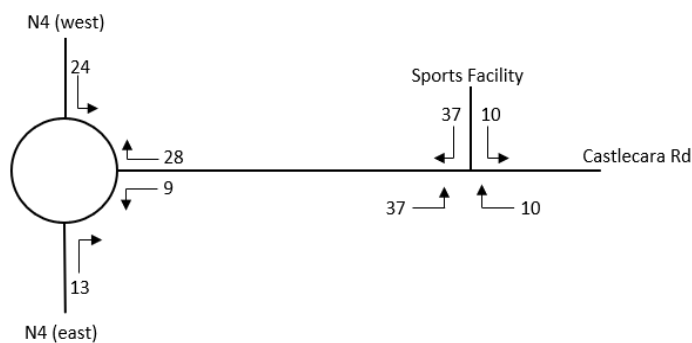 N4 (west)
24
Sports Facility
37 10
28
Castlecara Rd
9
37 10
13
N4 (east)